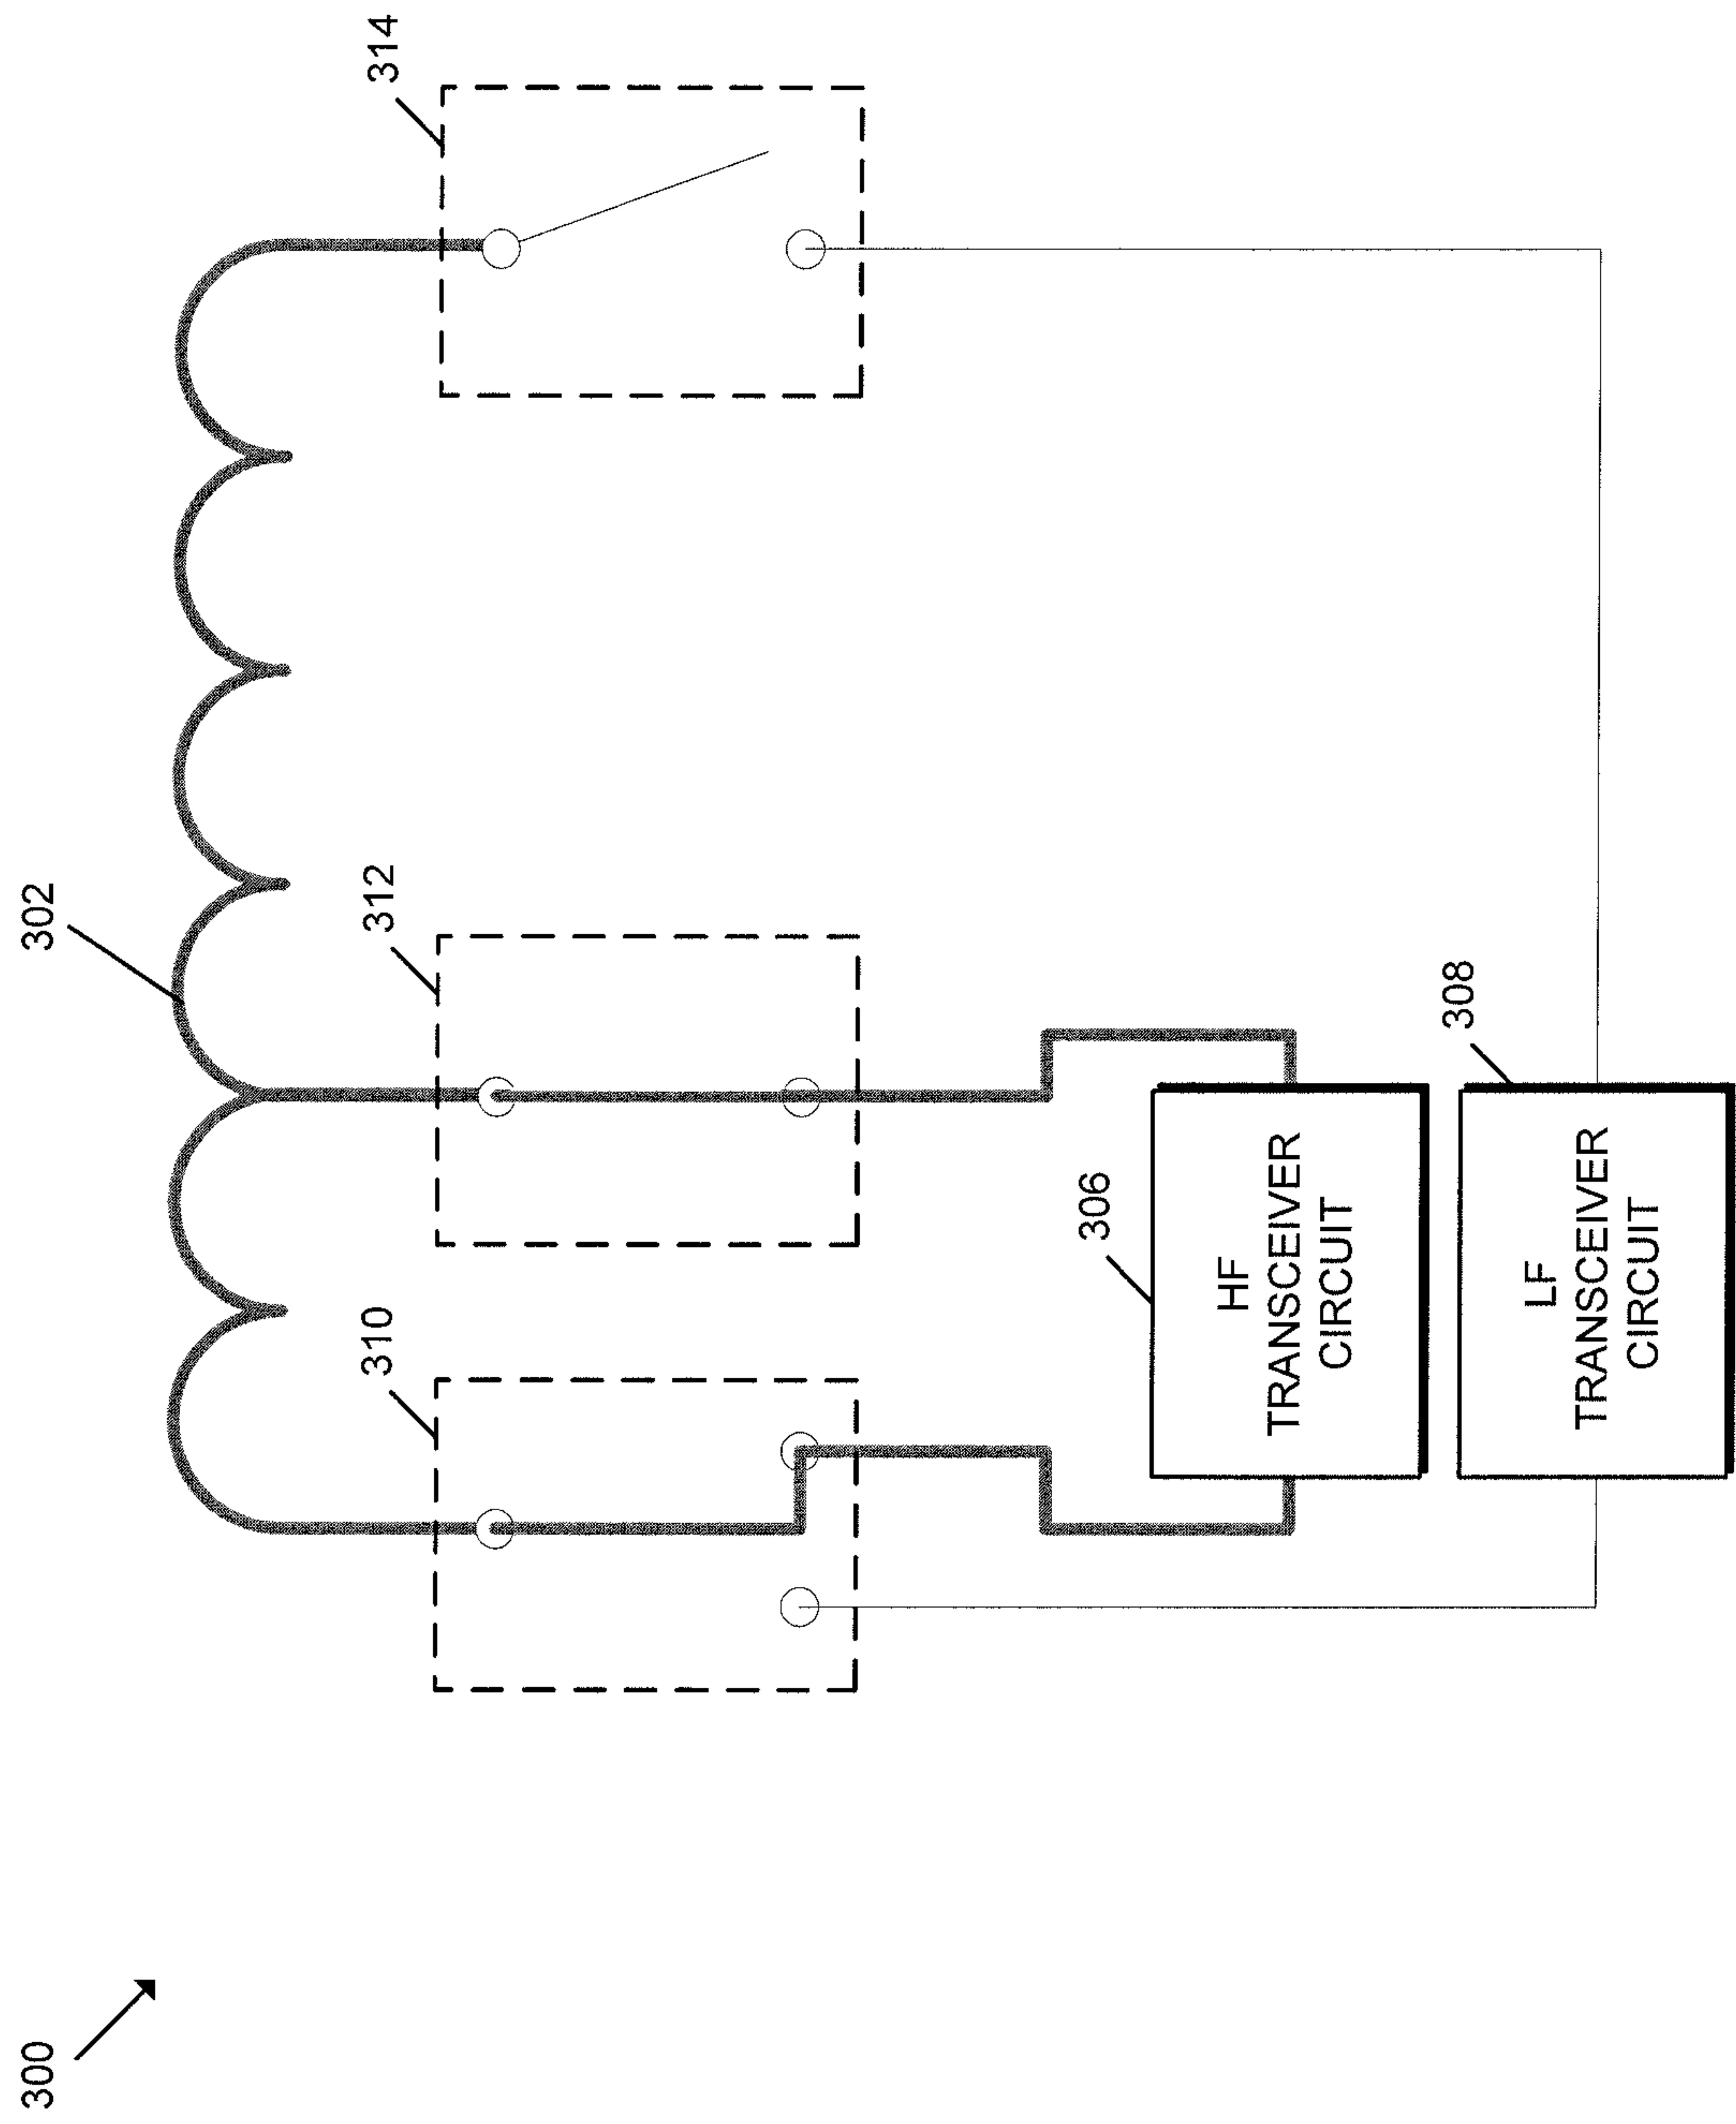 300
302
310
312
314
306
HF
TRANSCEIVER
CIRCUIT
308
LF
TRANSCEIVER
CIRCUIT